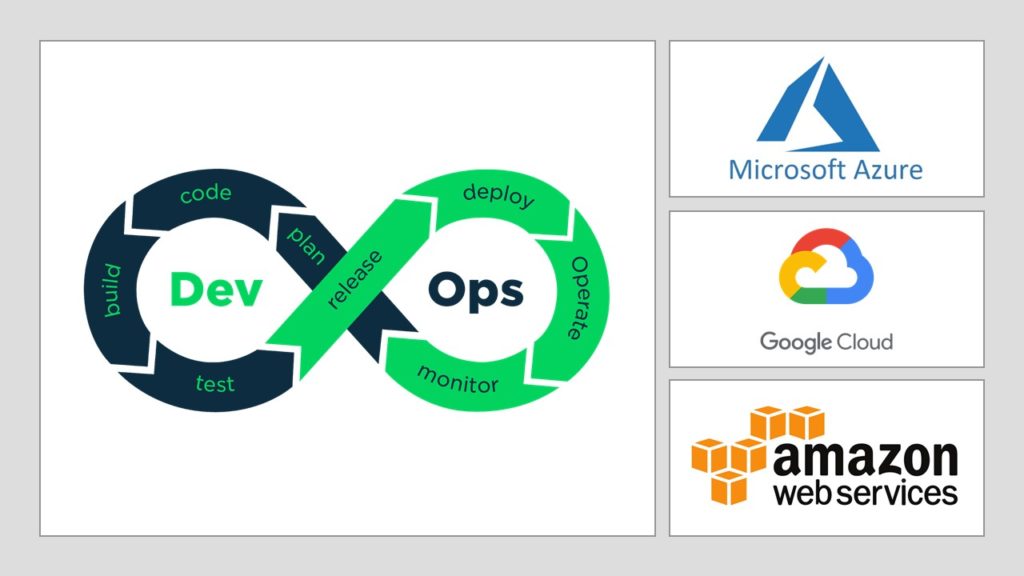 code
plan
build
Dev
test
release
deploy
Ops
Operate
monitor
Microsoft Azure
Google Cloud
amazon
web services